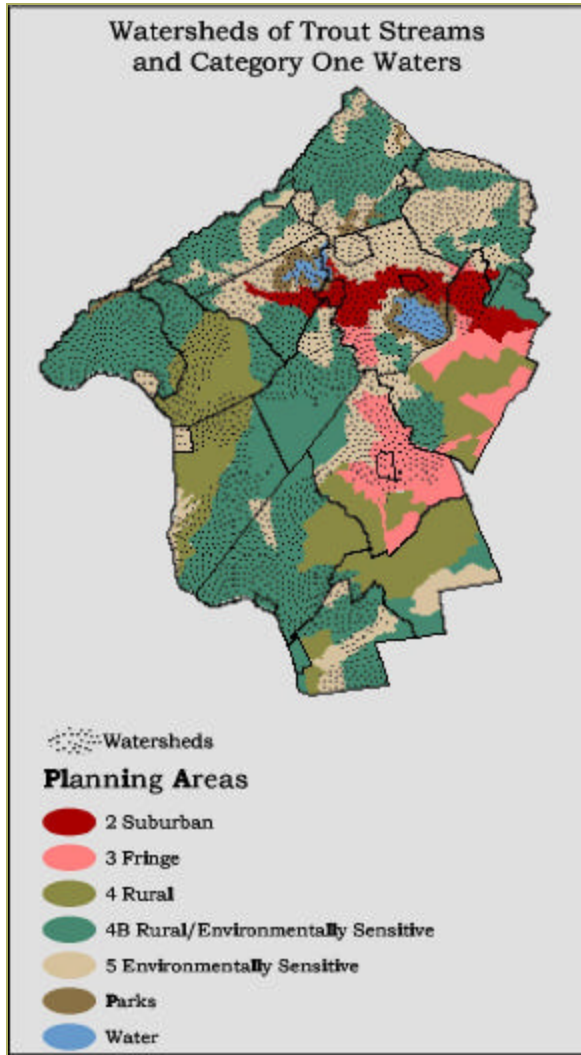 Watersheds of Trout Streams
and Category One Waters
Watersheds
Planning Areas
2 Suburban
3 Fringe
4 Rural
4B Rural/Environmentally Sensitive
5 Environmentally Sensitive
Parks
Water